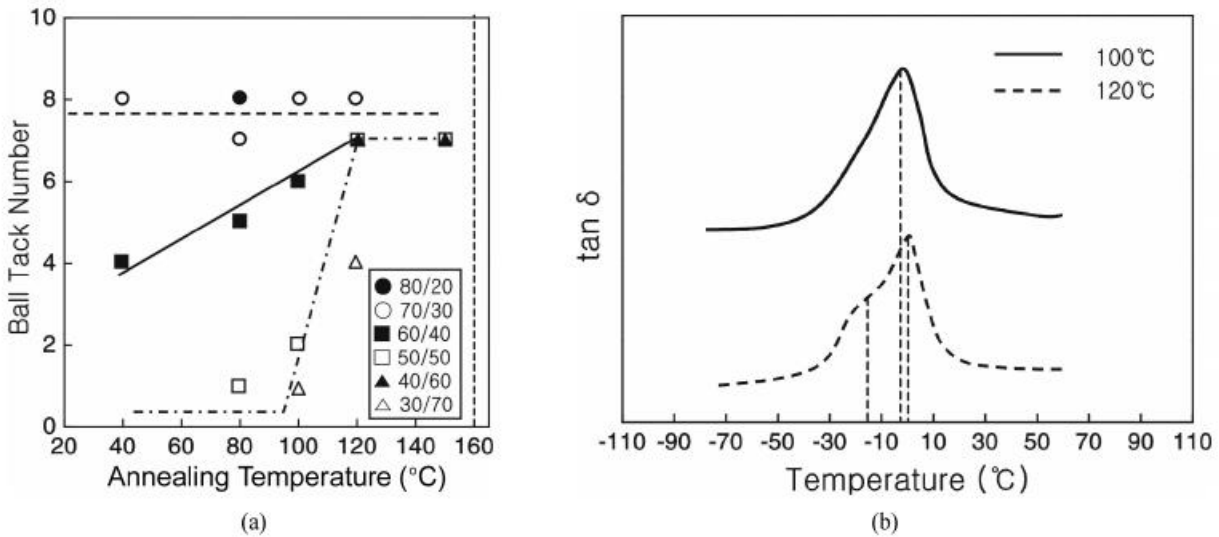 10
8
6
4
2
0
Ball Tack Number
80/20
70/30
60/40
50/50
40/60
30/70
20 40 60 80 100 120 140 160
Annealing Temperature (°C)
(a)
100℃
120℃
tan δ
-110 -90 -70 -50 -30 -10 10 30 50 70 90 110
Temperature (℃)
(b)